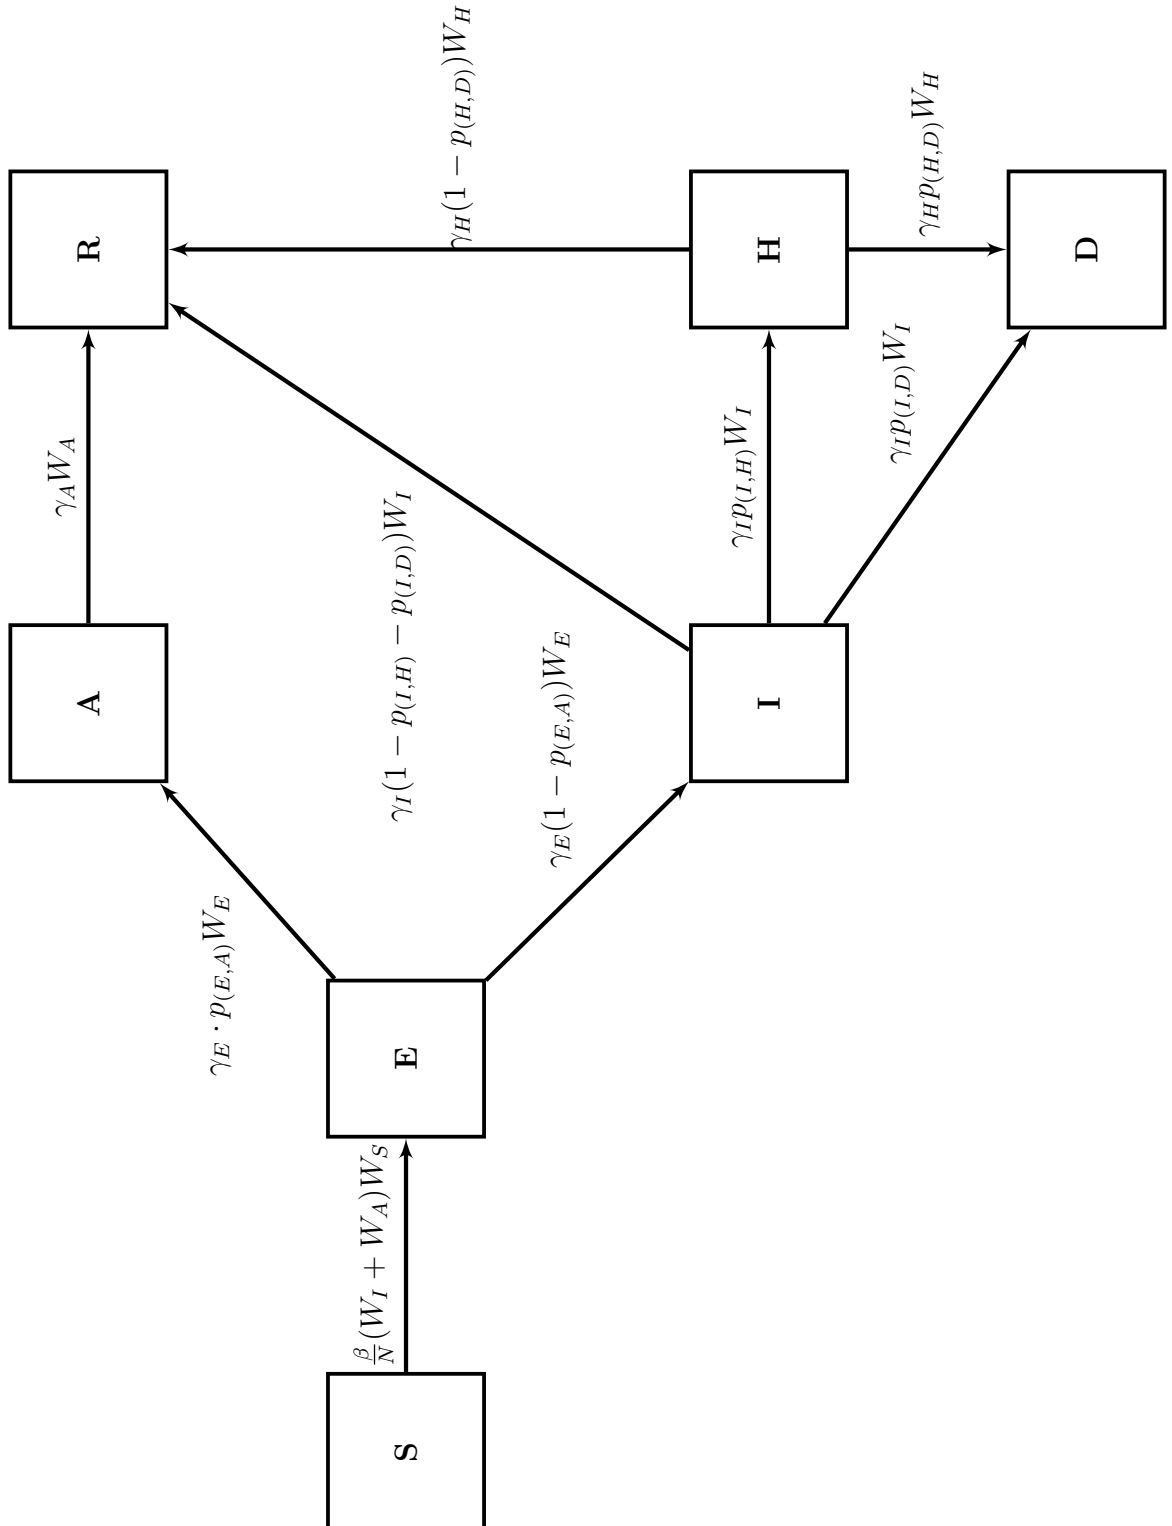 A
γ_A W_A
R
γ_E · p_(E,A) W_E
γ_I(1 − p_(I,H) − p_(I,D))W_I
γ_H(1 − p_(H,D))W_H
S
β/N (W_I + W_A)W_S
E
γ_E(1 − p_(E,A))W_E
I
γ_I p_(I,H) W_I
H
γ_I p_(I,D) W_I
γ_H p_(H,D) W_H
D